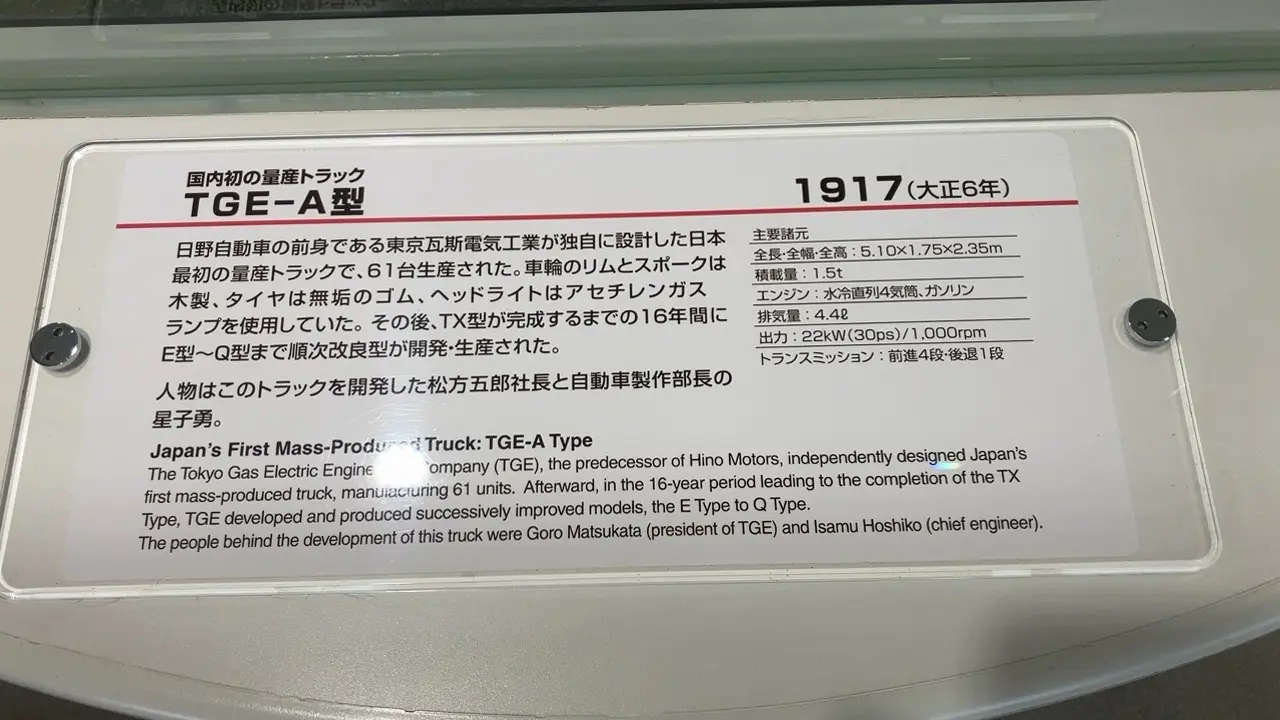 国内初の量産トラック
TGE-A型
1917(大正6年)
日野自動車の前身である東京瓦斯電気工業が独自に設計した日本
最初の量産トラックで、61台生産された。車輪のリムとスポークは
木製、タイヤは無垢のゴム、ヘッドライトはアセチレンガス
ランプを使用していた。その後、TX型が完成するまでの16年間に
E型〜Q型まで順次改良型が開発・生産された。
人物はこのトラックを開発した松方五郎社長と自動車製作部長の
星子勇。
主要諸元
全長・全幅・全高：5.10×1.75×2.35m
積載量：1.5t
エンジン：水冷直列4気筒、ガソリン
排気量：4.4ℓ
出力：22kW(30ps)/1,000rpm
トランスミッション：前進4段・後退1段
Japan's First Mass-Produced Truck: TGE-A Type
The Tokyo Gas Electric Company (TGE), the predecessor of Hino Motors, independently designed Japan's
first mass-produced truck, manufacturing 61 units. Afterward, in the 16-year period leading to the completion of the TX
Type, TGE developed and produced successively improved models, the E Type to Q Type.
The people behind the development of this truck were Goro Matsukata (president of TGE) and Isamu Hoshiko (chief engineer).